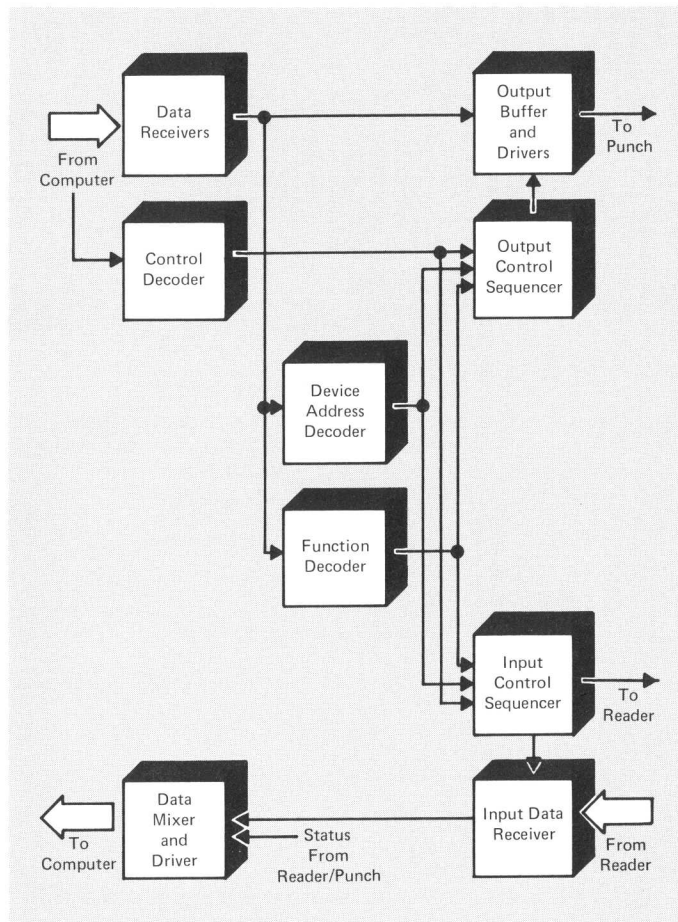 Data
Receivers
Output
Buffer
and
Drivers
From
Computer
To
Punch
Control
Decoder
Output
Control
Sequencer
Device
Address
Decoder
Function
Decoder
Input
Control
Sequencer
To
Reader
Data
Mixer
and
Driver
To
Computer
Status
From
Reader/Punch
Input Data
Receiver
From
Reader